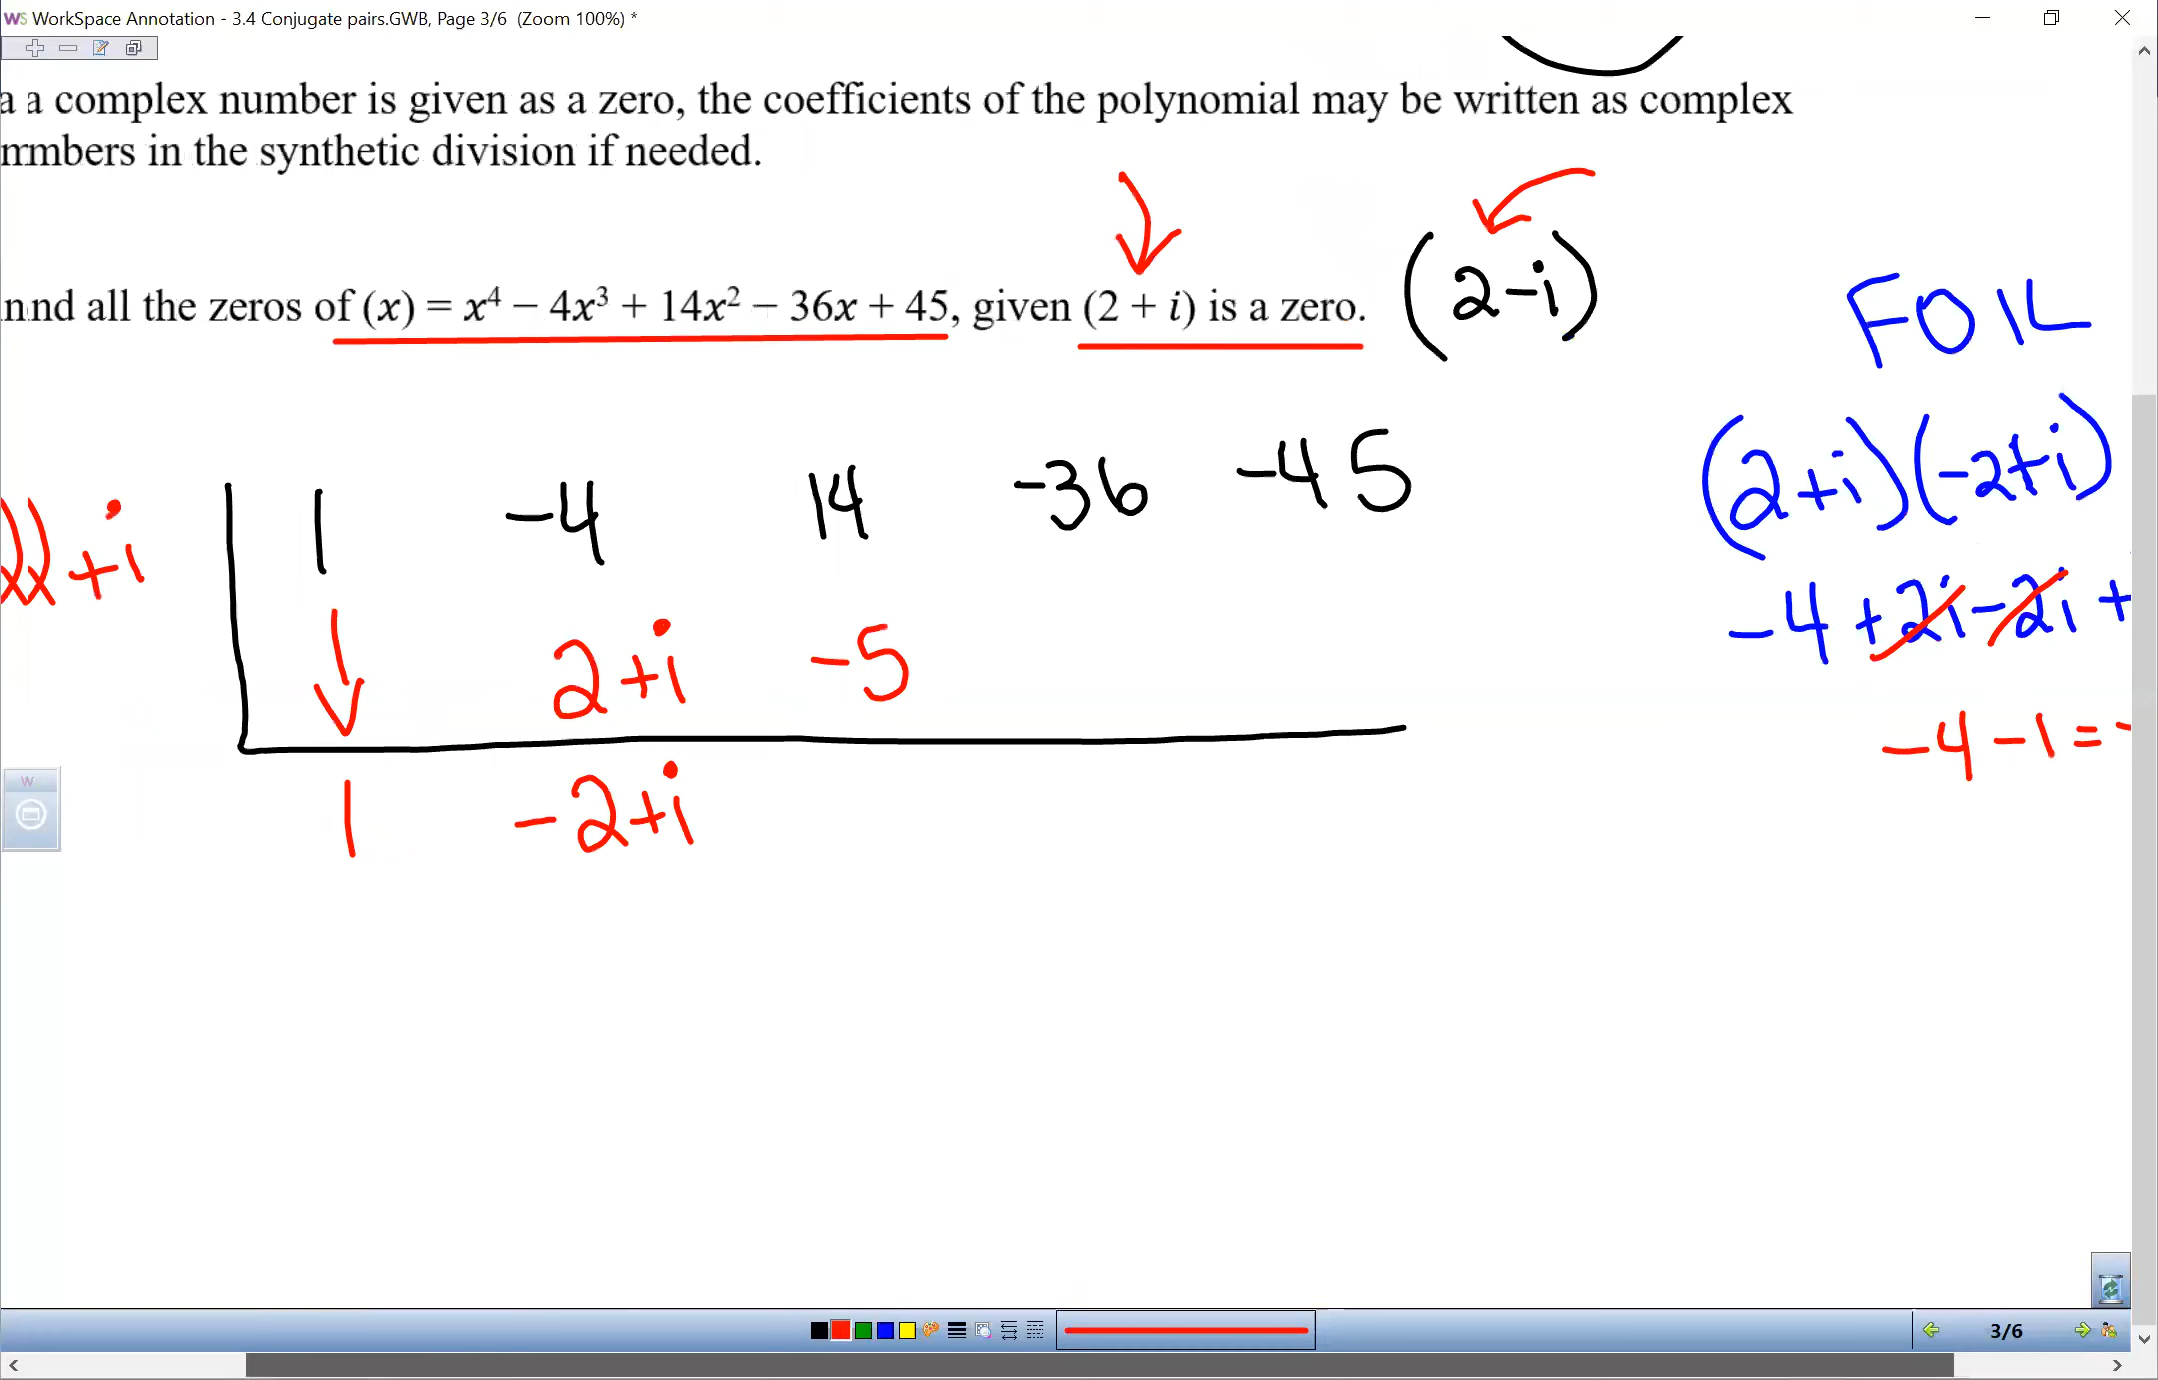 WS WorkSpace Annotation - 3.4 Conjugate pairs.GWB, Page 3/6 (Zoom 100%) *
a a complex number is given as a zero, the coefficients of the polynomial may be written as complex
mbers in the synthetic division if needed.
nd all the zeros of (x) = x⁴ − 4x³ + 14x² − 36x + 45, given (2 + i) is a zero. (2-i)
FOIL
(2+i)(-2+i)
1 -4 14 -36 -45
+i
-4 +2i -2i +
2+i -5
-4 -1 = -
1 -2+i
W
3/6